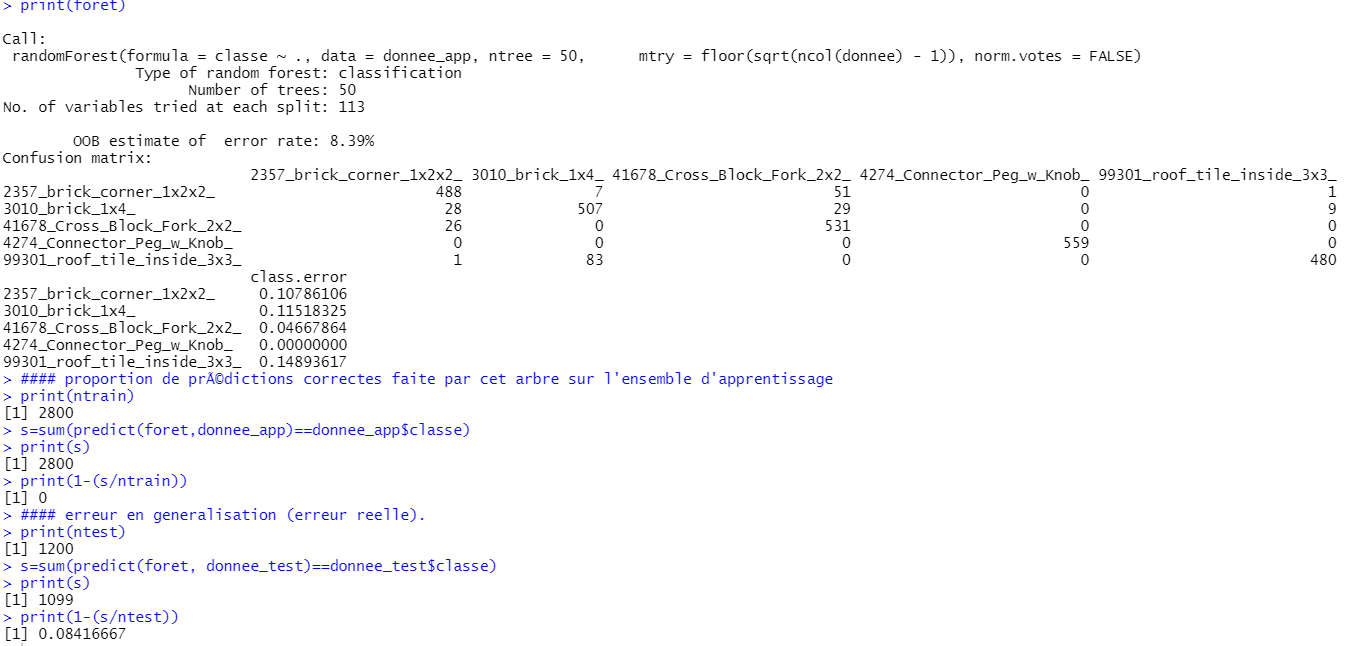 > print(foret)
Call:
 randomForest(formula = classe ~ ., data = donnee_app, ntree = 50,      mtry = floor(sqrt(ncol(donnee) - 1)), norm.votes = FALSE)
               Type of random forest: classification
                     Number of trees: 50
No. of variables tried at each split: 113
        OOB estimate of  error rate: 8.39%
Confusion matrix:
                            2357_brick_corner_1x2x2_ 3010_brick_1x4_ 41678_Cross_Block_Fork_2x2_ 4274_Connector_Peg_w_Knob_ 99301_roof_tile_inside_3x3_
2357_brick_corner_1x2x2_                         488               7                          51                          0                           1
3010_brick_1x4_                                   28             507                          29                          0                           9
41678_Cross_Block_Fork_2x2_                       26               0                         531                          0                           0
4274_Connector_Peg_w_Knob_                         0               0                           0                        559                           0
99301_roof_tile_inside_3x3_                        1              83                           0                          0                         480
                            class.error
2357_brick_corner_1x2x2_     0.10786106
3010_brick_1x4_              0.11518325
41678_Cross_Block_Fork_2x2_  0.04667864
4274_Connector_Peg_w_Knob_   0.00000000
99301_roof_tile_inside_3x3_  0.14893617
> #### proportion de prÃ©dictions correctes faite par cet arbre sur l'ensemble d'apprentissage
> print(ntrain)
[1] 2800
> s=sum(predict(foret,donnee_app)==donnee_app$classe)
> print(s)
[1] 2800
> print(1-(s/ntrain))
[1] 0
> #### erreur en generalisation (erreur reelle).
> print(ntest)
[1] 1200
> s=sum(predict(foret, donnee_test)==donnee_test$classe)
> print(s)
[1] 1099
> print(1-(s/ntest))
[1] 0.08416667